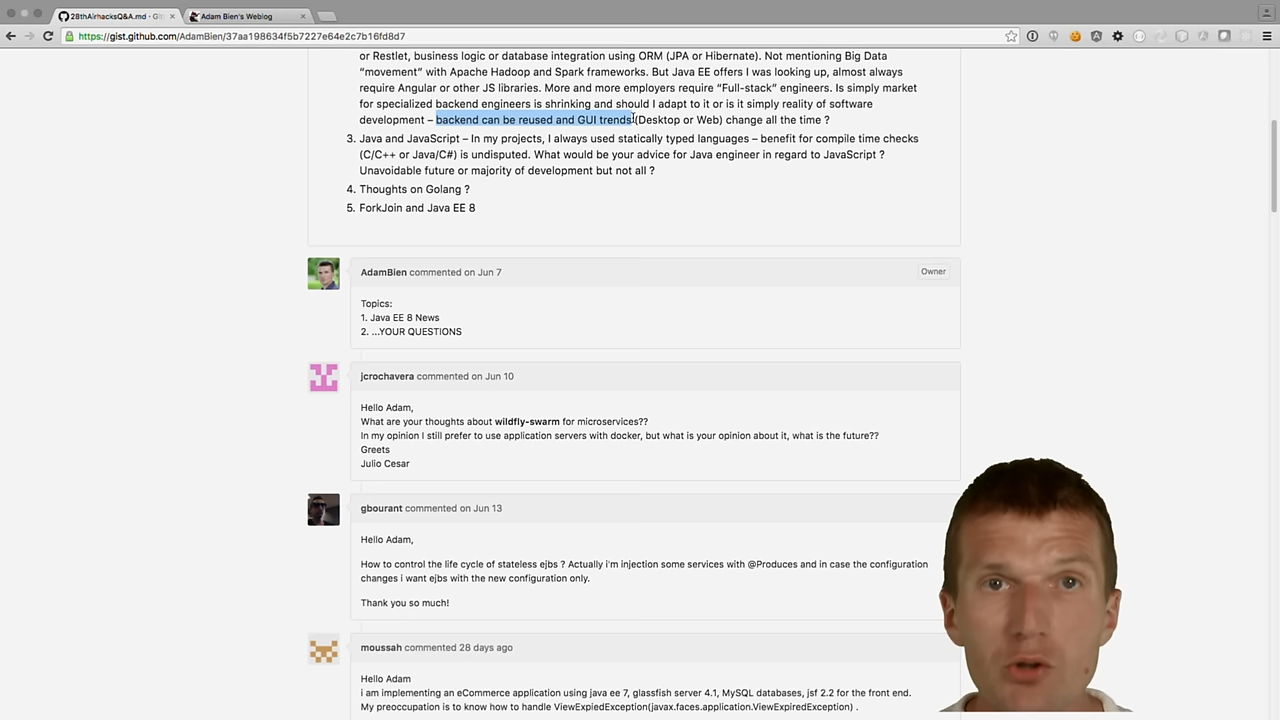 28thAirhacksQ&A.md · Gi
Adam Bien's Weblog
https://gist.github.com/AdamBien/37aa198634f5b7227e64e2c7b16fd8d7
or Restlet, business logic or database integration using ORM (JPA or Hibernate). Not mentioning Big Data
“movement” with Apache Hadoop and Spark frameworks. But Java EE offers I was looking up, almost always
require Angular or other JS libraries. More and more employers require “Full-stack” engineers. Is simply market
for specialized backend engineers is shrinking and should I adapt to it or is it simply reality of software
development – backend can be reused and GUI trends (Desktop or Web) change all the time ?
3. Java and JavaScript – In my projects, I always used statically typed languages – benefit for compile time checks
(C/C++ or Java/C#) is undisputed. What would be your advice for Java engineer in regard to JavaScript ?
Unavoidable future or majority of development but not all ?
4. Thoughts on Golang ?
5. ForkJoin and Java EE 8
AdamBien commented on Jun 7
Owner
Topics:
1. Java EE 8 News
2. ...YOUR QUESTIONS
jcrochavera commented on Jun 10
Hello Adam,
What are your thoughts about wildfly-swarm for microservices??
In my opinion I still prefer to use application servers with docker, but what is your opinion about it, what is the future??
Greets
Julio Cesar
gbourant commented on Jun 13
Hello Adam,
How to control the life cycle of stateless ejbs ? Actually i'm injection some services with @Produces and in case the configuration
changes i want ejbs with the new configuration only.
Thank you so much!
moussah commented 28 days ago
Hello Adam
i am implementing an eCommerce application using java ee 7, glassfish server 4.1, MySQL databases, jsf 2.2 for the front end.
My preoccupation is to know how to handle ViewExpiedException(javax.faces.application.ViewExpiredException) .